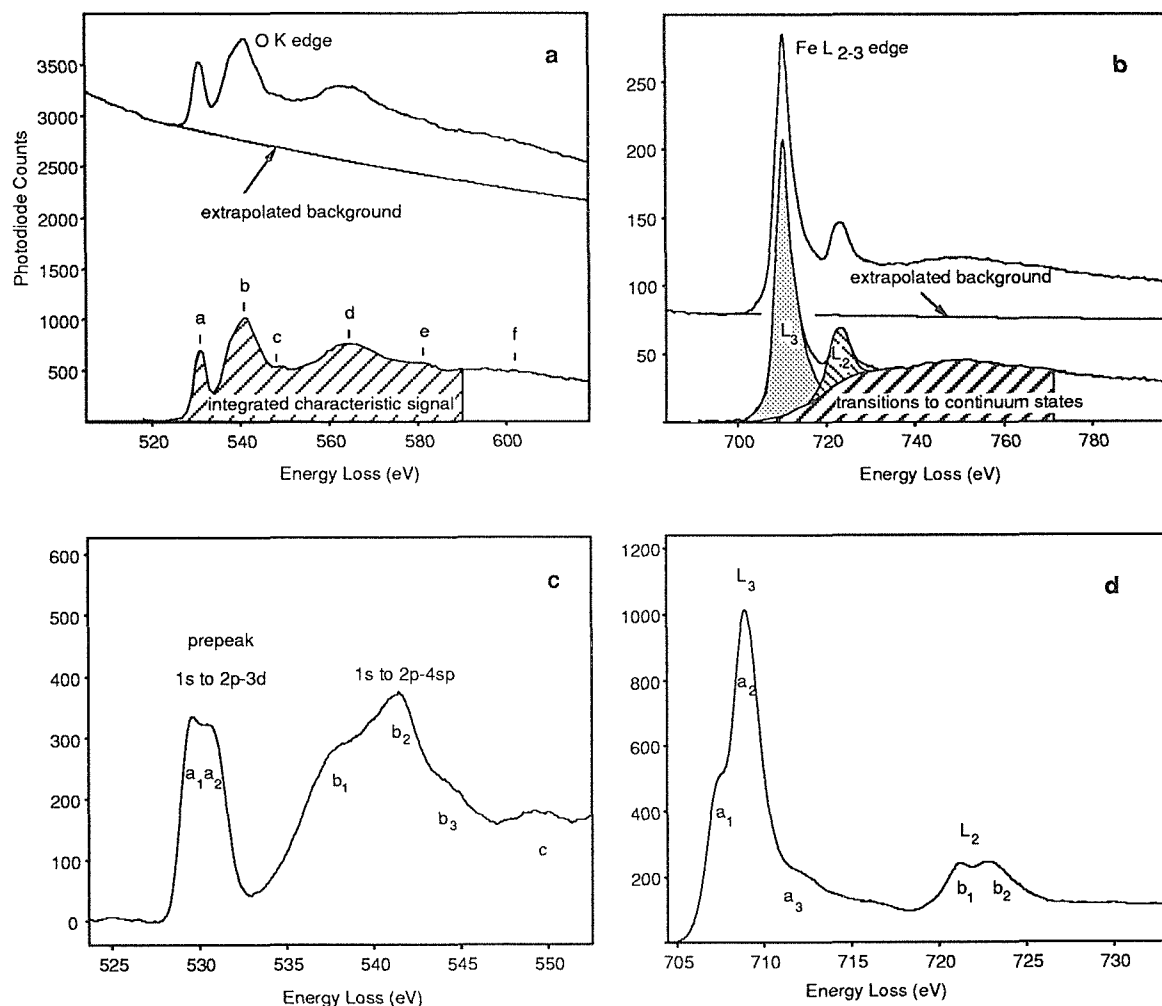 a
O K edge
3500
3000
2500
2000
1500
1000
500
Photodiode Counts
extrapolated background
a
b
c
d
e
f
integrated characteristic signal
520
540
560
580
600
Energy Loss (eV)
b
Fe L 2-3 edge
250
200
150
100
50
extrapolated background
L3
L2
transitions to continuum states
700
720
740
760
780
Energy Loss (eV)
c
600
500
400
300
200
100
0
prepeak
1s to 2p-3d
1s to 2p-4sp
a1 a2
b1
b2
b3
c
525
530
535
540
545
550
Energy Loss (eV)
d
1200
1000
800
600
400
200
L3
a2
a1
a3
L2
b1
b2
705
710
715
720
725
730
Energy Loss (eV)